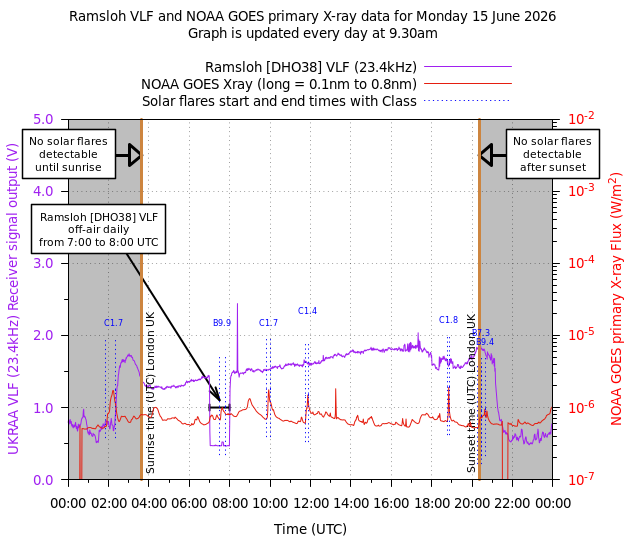 Ramsloh VLF and NOAA GOES primary X-ray data for Monday 15 June 2026
Graph is updated every day at 9.30am
Ramsloh [DHO38] VLF (23.4kHz)
NOAA GOES Xray (long = 0.1nm to 0.8nm)
Solar flares start and end times with Class
5.0
4.0
3.0
2.0
1.0
0.0
UKRAA VLF (23.4kHz) Receiver signal output (V)
No solar flares
detectable
until sunrise
Ramsloh [DHO38] VLF
off-air daily
from 7:00 to 8:00 UTC
No solar flares
detectable
after sunset
C1.7
B9.9
C1.7
C1.4
C1.8
B7.3
B9.4
Sunrise time (UTC) London UK
Sunset time (UTC) London UK
10-2
10-3
10-4
10-5
10-6
10-7
NOAA GOES primary X-ray Flux (W/m2)
00:00 02:00 04:00 06:00 08:00 10:00 12:00 14:00 16:00 18:00 20:00 22:00 00:00
Time (UTC)